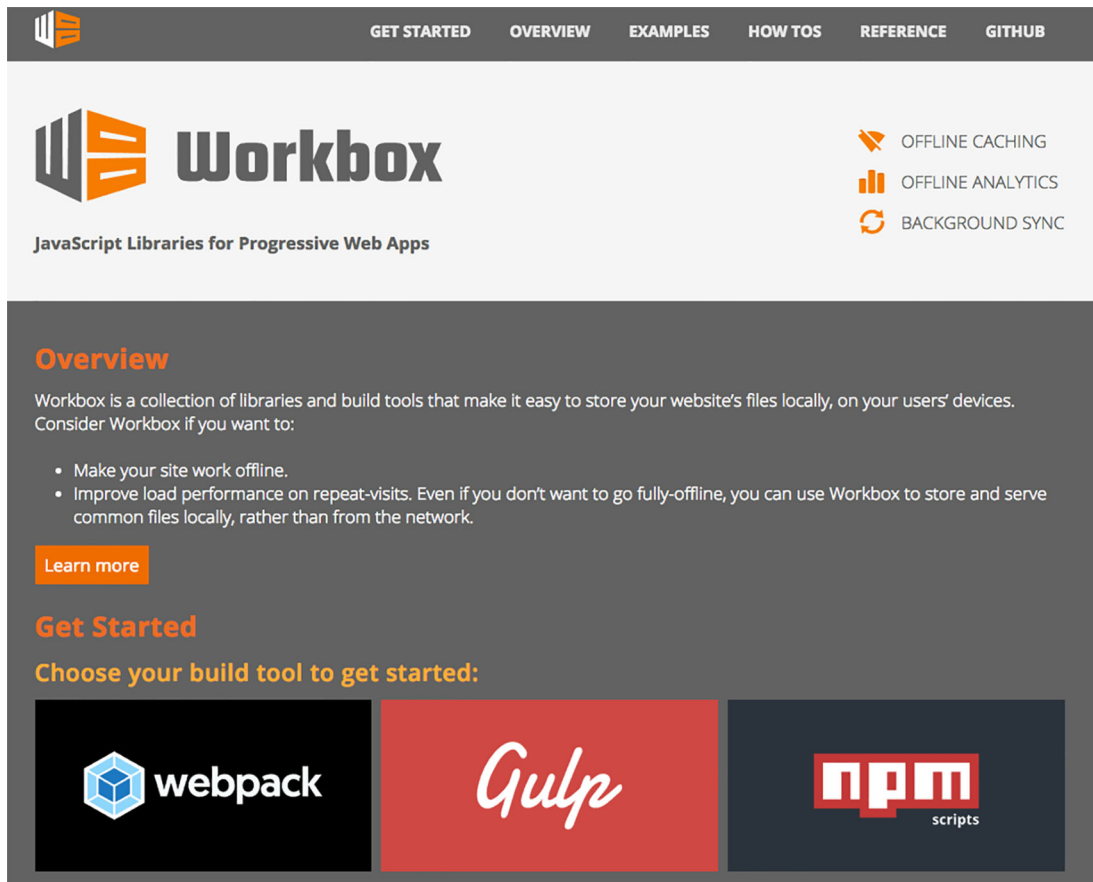 GET STARTED OVERVIEW EXAMPLES HOW TOS REFERENCE GITHUB
Workbox
JavaScript Libraries for Progressive Web Apps
OFFLINE CACHING
OFFLINE ANALYTICS
BACKGROUND SYNC
Overview
Workbox is a collection of libraries and build tools that make it easy to store your website’s files locally, on your users’ devices.
Consider Workbox if you want to:
• Make your site work offline.
• Improve load performance on repeat-visits. Even if you don’t want to go fully-offline, you can use Workbox to store and serve
common files locally, rather than from the network.
Learn more
Get Started
Choose your build tool to get started:
webpack
Gulp
npm
scripts